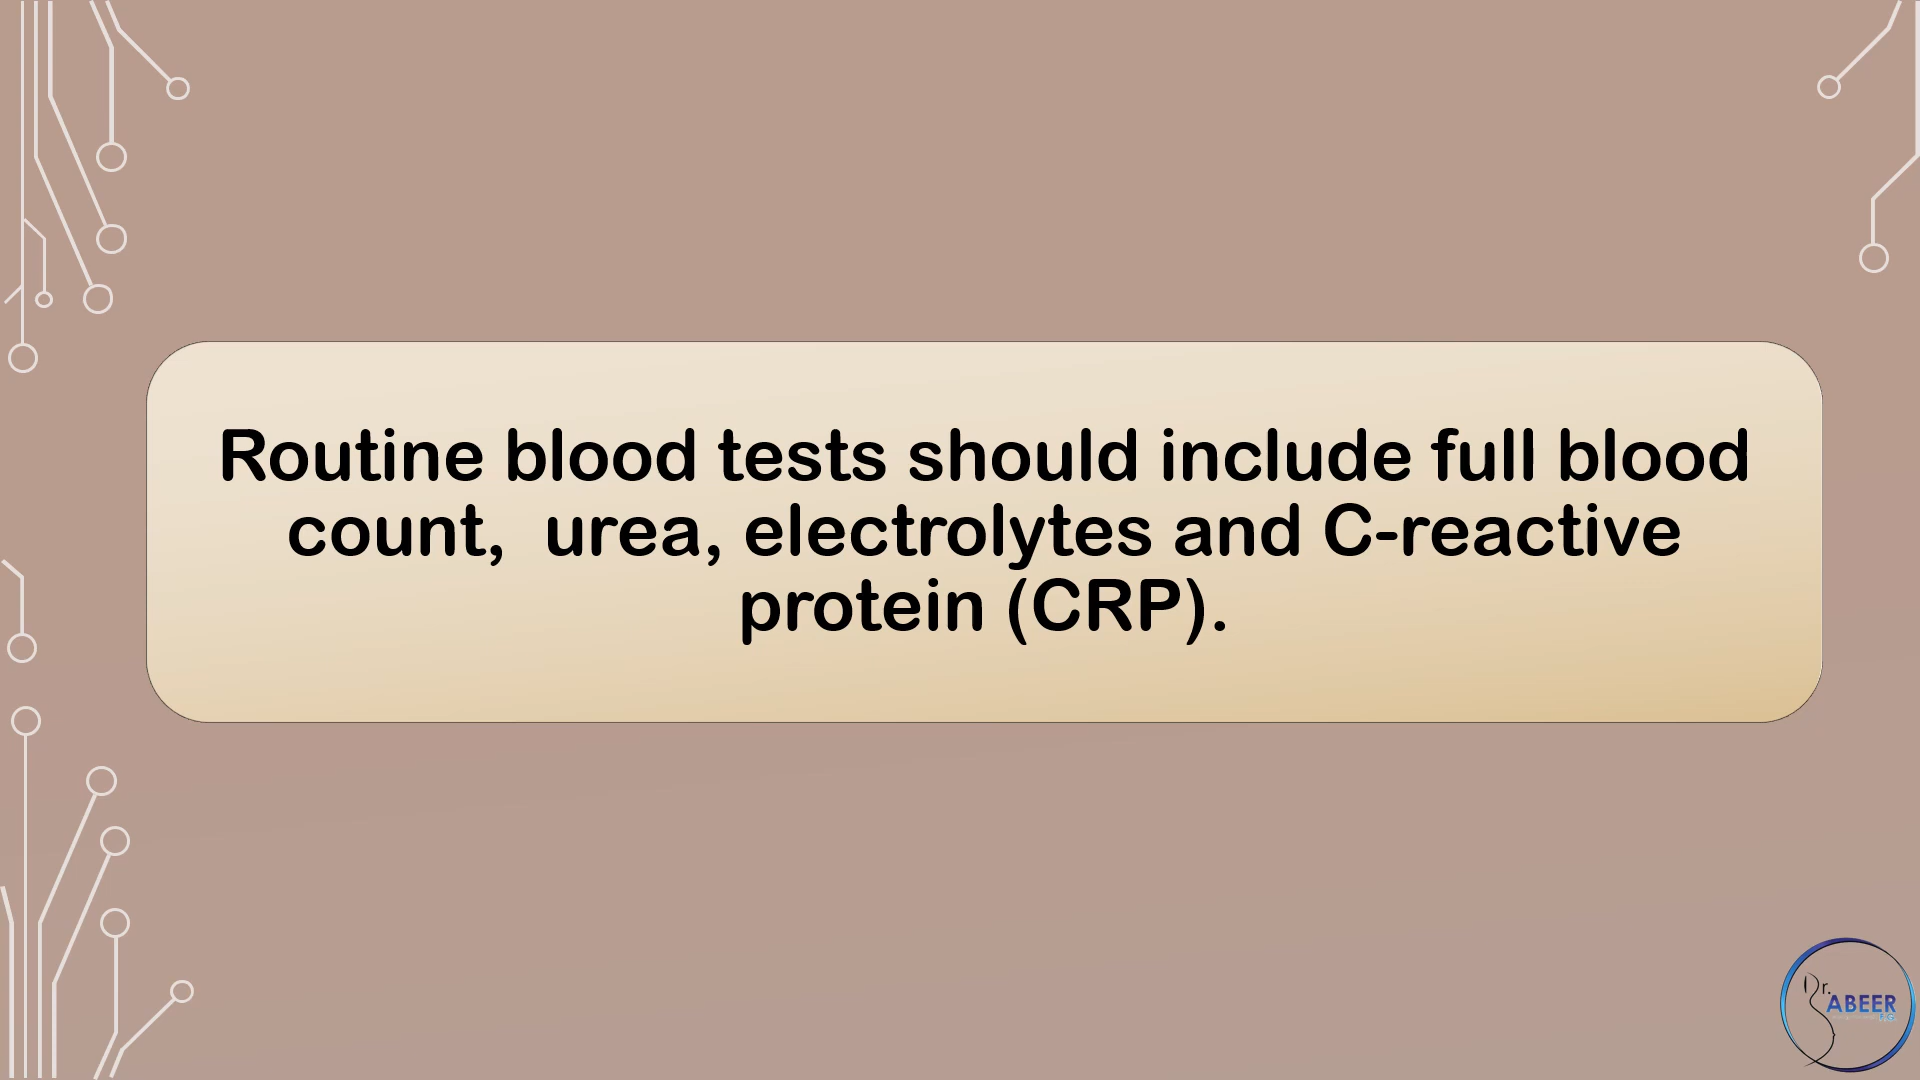 Routine blood tests should include full blood
count,  urea, electrolytes and C-reactive
protein (CRP).
Dr.
ABEER
F.G.